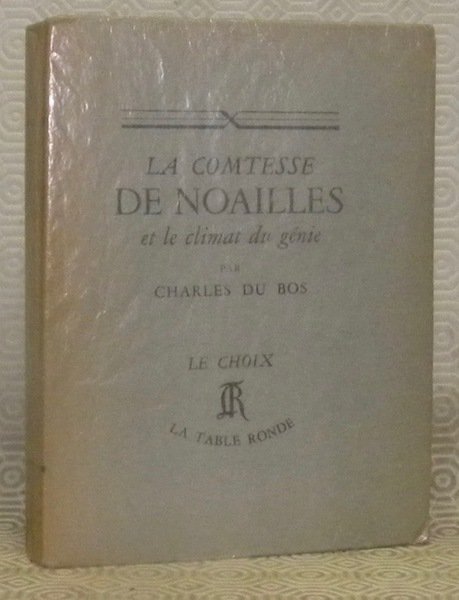 LA COMTESSE
DE NOAILLES
et le climat du génie
PAR
CHARLES DU BOS
LE CHOIX
TR
LA TABLE RONDE